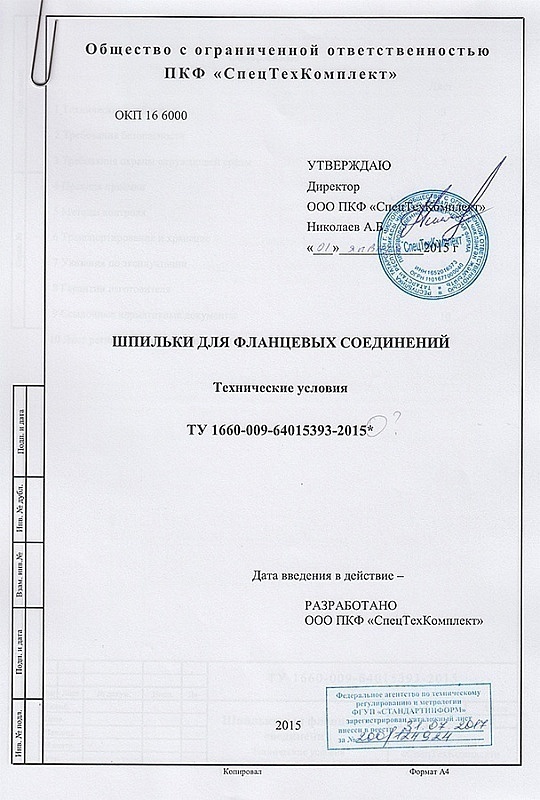 Общество с ограниченной ответственностью
ПКФ «СпецТехКомплект»
ОКП 16 6000
УТВЕРЖДАЮ
Директор
ООО ПКФ «СпецТехКомплект»
Николаев А.В.
«01» 2015 г
СпецТехКомплект
ШПИЛЬКИ ДЛЯ ФЛАНЦЕВЫХ СОЕДИНЕНИЙ
Технические условия
ТУ 1660-009-64015393-2015* ?
Подп. и дата
Инв. № дубл.
Взам. инв.№
Подп. и дата
Инв. № подл.
Дата введения в действие –
РАЗРАБОТАНО
ООО ПКФ «СпецТехКомплект»
Федеральное агентство по техническому
регулированию и метрологии
ФГУП «СТАНДАРТИНФОРМ»
зарегистрирован каталожный лист
внесен в реестр 31.07.2017
за № 200/124924
2015
Копировал
Формат А4